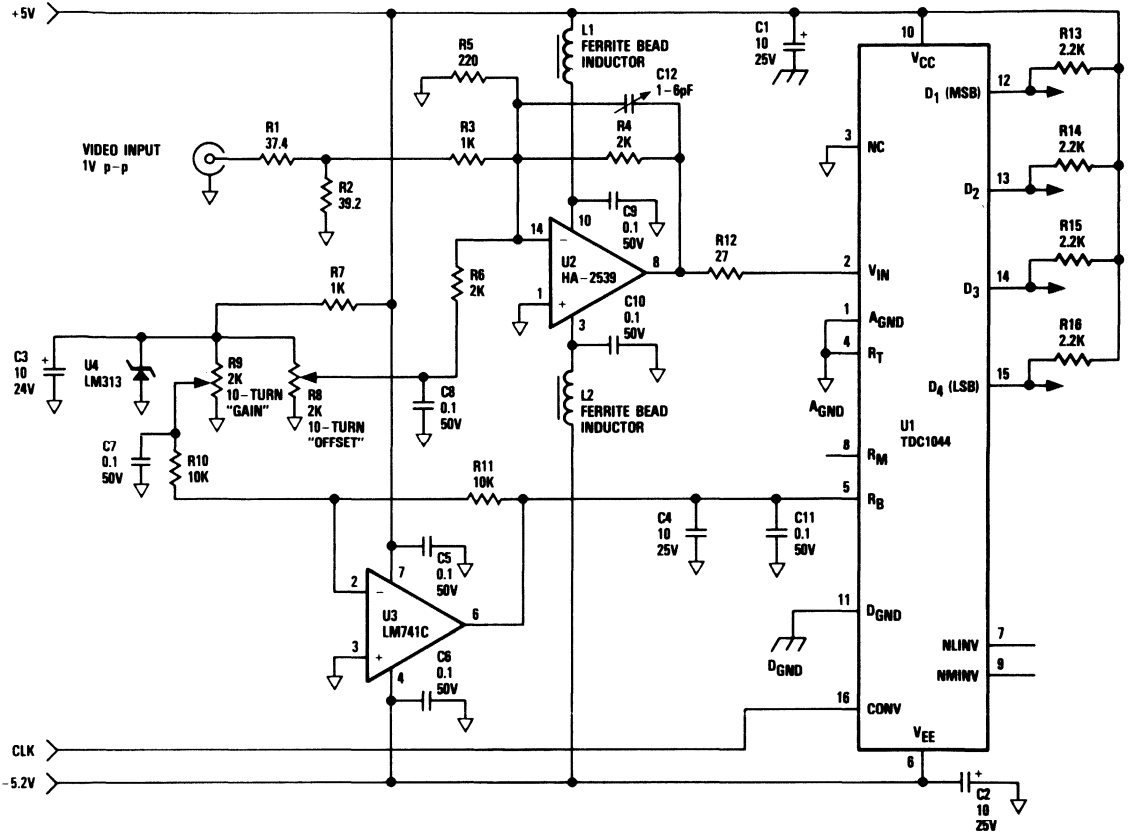 +5V
L1
FERRITE BEAD
INDUCTOR
C1
10
25V
+
10
VCC
R13
2.2K
R5
220
C12
1-6pF
12
D1 (MSB)
VIDEO INPUT
1V p-p
R1
37.4
R3
1K
R4
2K
3
NC
R14
2.2K
R2
39.2
13
D2
10
C9
0.1
50V
14
−
U2
HA-2539
8
R12
27
2
VIN
R15
2.2K
R7
1K
R6
2K
1
+
3
C10
0.1
50V
14
D3
1
AGND
4
RT
AGND
R16
2.2K
C3
10
24V
+
U4
LM313
R9
2K
10-TURN
"GAIN"
R8
2K
10-TURN
"OFFSET"
C8
0.1
50V
L2
FERRITE BEAD
INDUCTOR
15
D4 (LSB)
U1
TDC1044
C7
0.1
50V
R10
10K
R11
10K
8
RM
5
RB
C4
10
25V
C11
0.1
50V
7
C5
0.1
50V
2
−
U3
LM741C
6
3
+
4
C6
0.1
50V
11
DGND
DGND
NLINV
7
NMINV
9
16
CONV
CLK
VEE
6
-5.2V
+
C2
10
25V